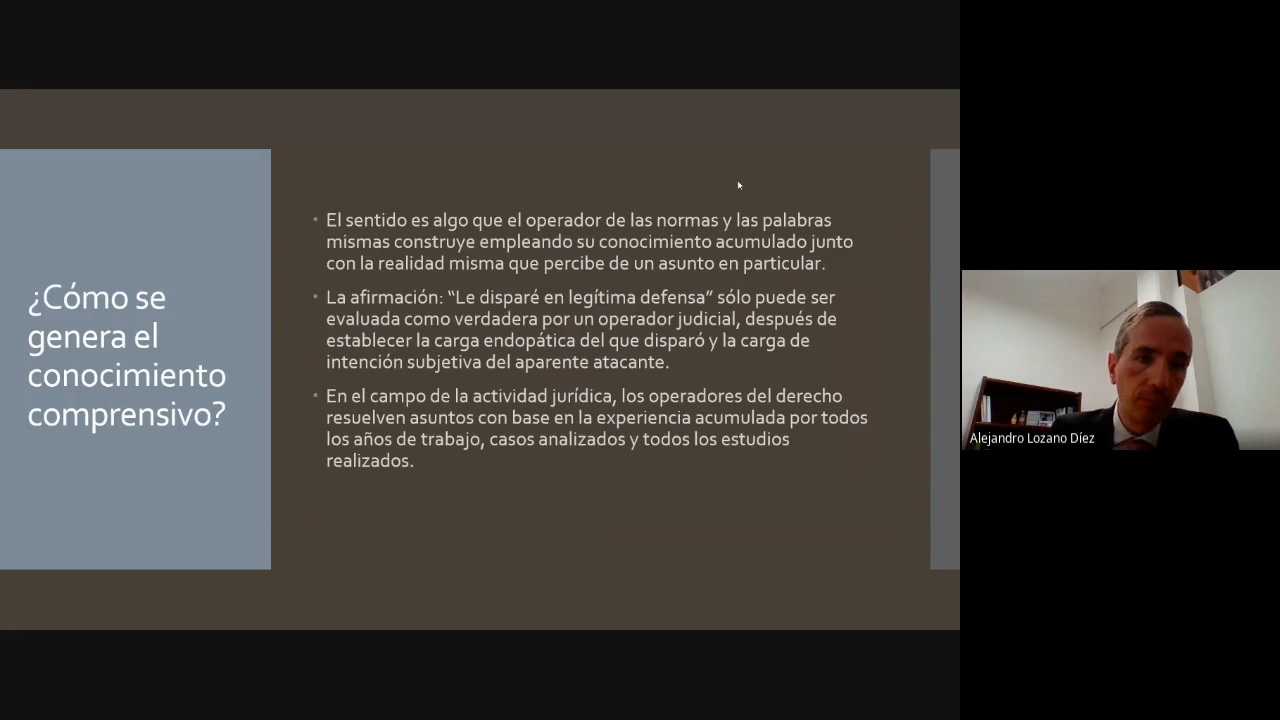 ¿Cómo se
genera el
conocimiento
comprensivo?
• El sentido es algo que el operador de las normas y las palabras
mismas construye empleando su conocimiento acumulado junto
con la realidad misma que percibe de un asunto en particular.
• La afirmación: “Le disparé en legítima defensa” sólo puede ser
evaluada como verdadera por un operador judicial, después de
establecer la carga endopática del que disparó y la carga de
intención subjetiva del aparente atacante.
• En el campo de la actividad jurídica, los operadores del derecho
resuelven asuntos con base en la experiencia acumulada por todos
los años de trabajo, casos analizados y todos los estudios
realizados.
Alejandro Lozano Díez